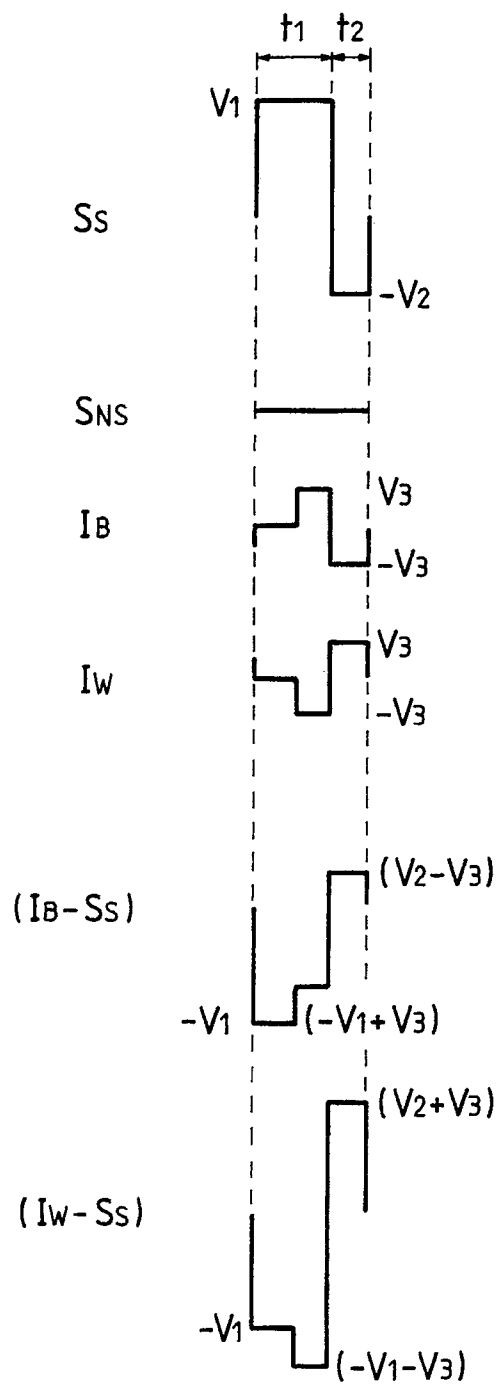 t1 t2
V1
Ss
-V2
SNS
IB
V3
-V3
IW
V3
-V3
(V2-V3)
(IB-Ss)
-V1 (-V1+V3)
(V2+V3)
(IW-Ss)
-V1
(-V1-V3)